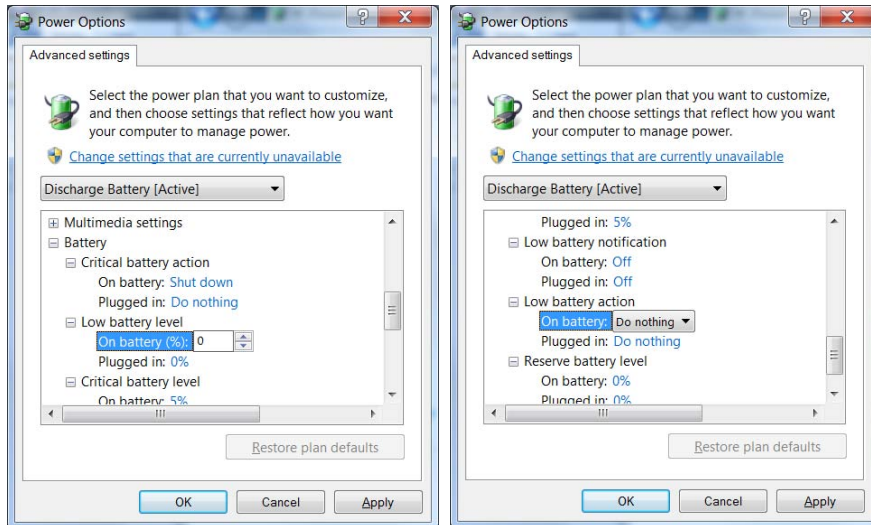 Power Options
Advanced settings
Select the power plan that you want to customize,
and then choose settings that reflect how you want
your computer to manage power.
Change settings that are currently unavailable
Discharge Battery [Active]
Multimedia settings
Battery
Critical battery action
On battery: Shut down
Plugged in: Do nothing
Low battery level
On battery (%): 0
Plugged in: 0%
Critical battery level
On battery: 5%
Restore plan defaults
OK Cancel Apply
Power Options
Advanced settings
Select the power plan that you want to customize,
and then choose settings that reflect how you want
your computer to manage power.
Change settings that are currently unavailable
Discharge Battery [Active]
Plugged in: 5%
Low battery notification
On battery: Off
Plugged in: Off
Low battery action
On battery: Do nothing
Plugged in: Do nothing
Reserve battery level
On battery: 0%
Plugged in: 0%
Restore plan defaults
OK Cancel Apply